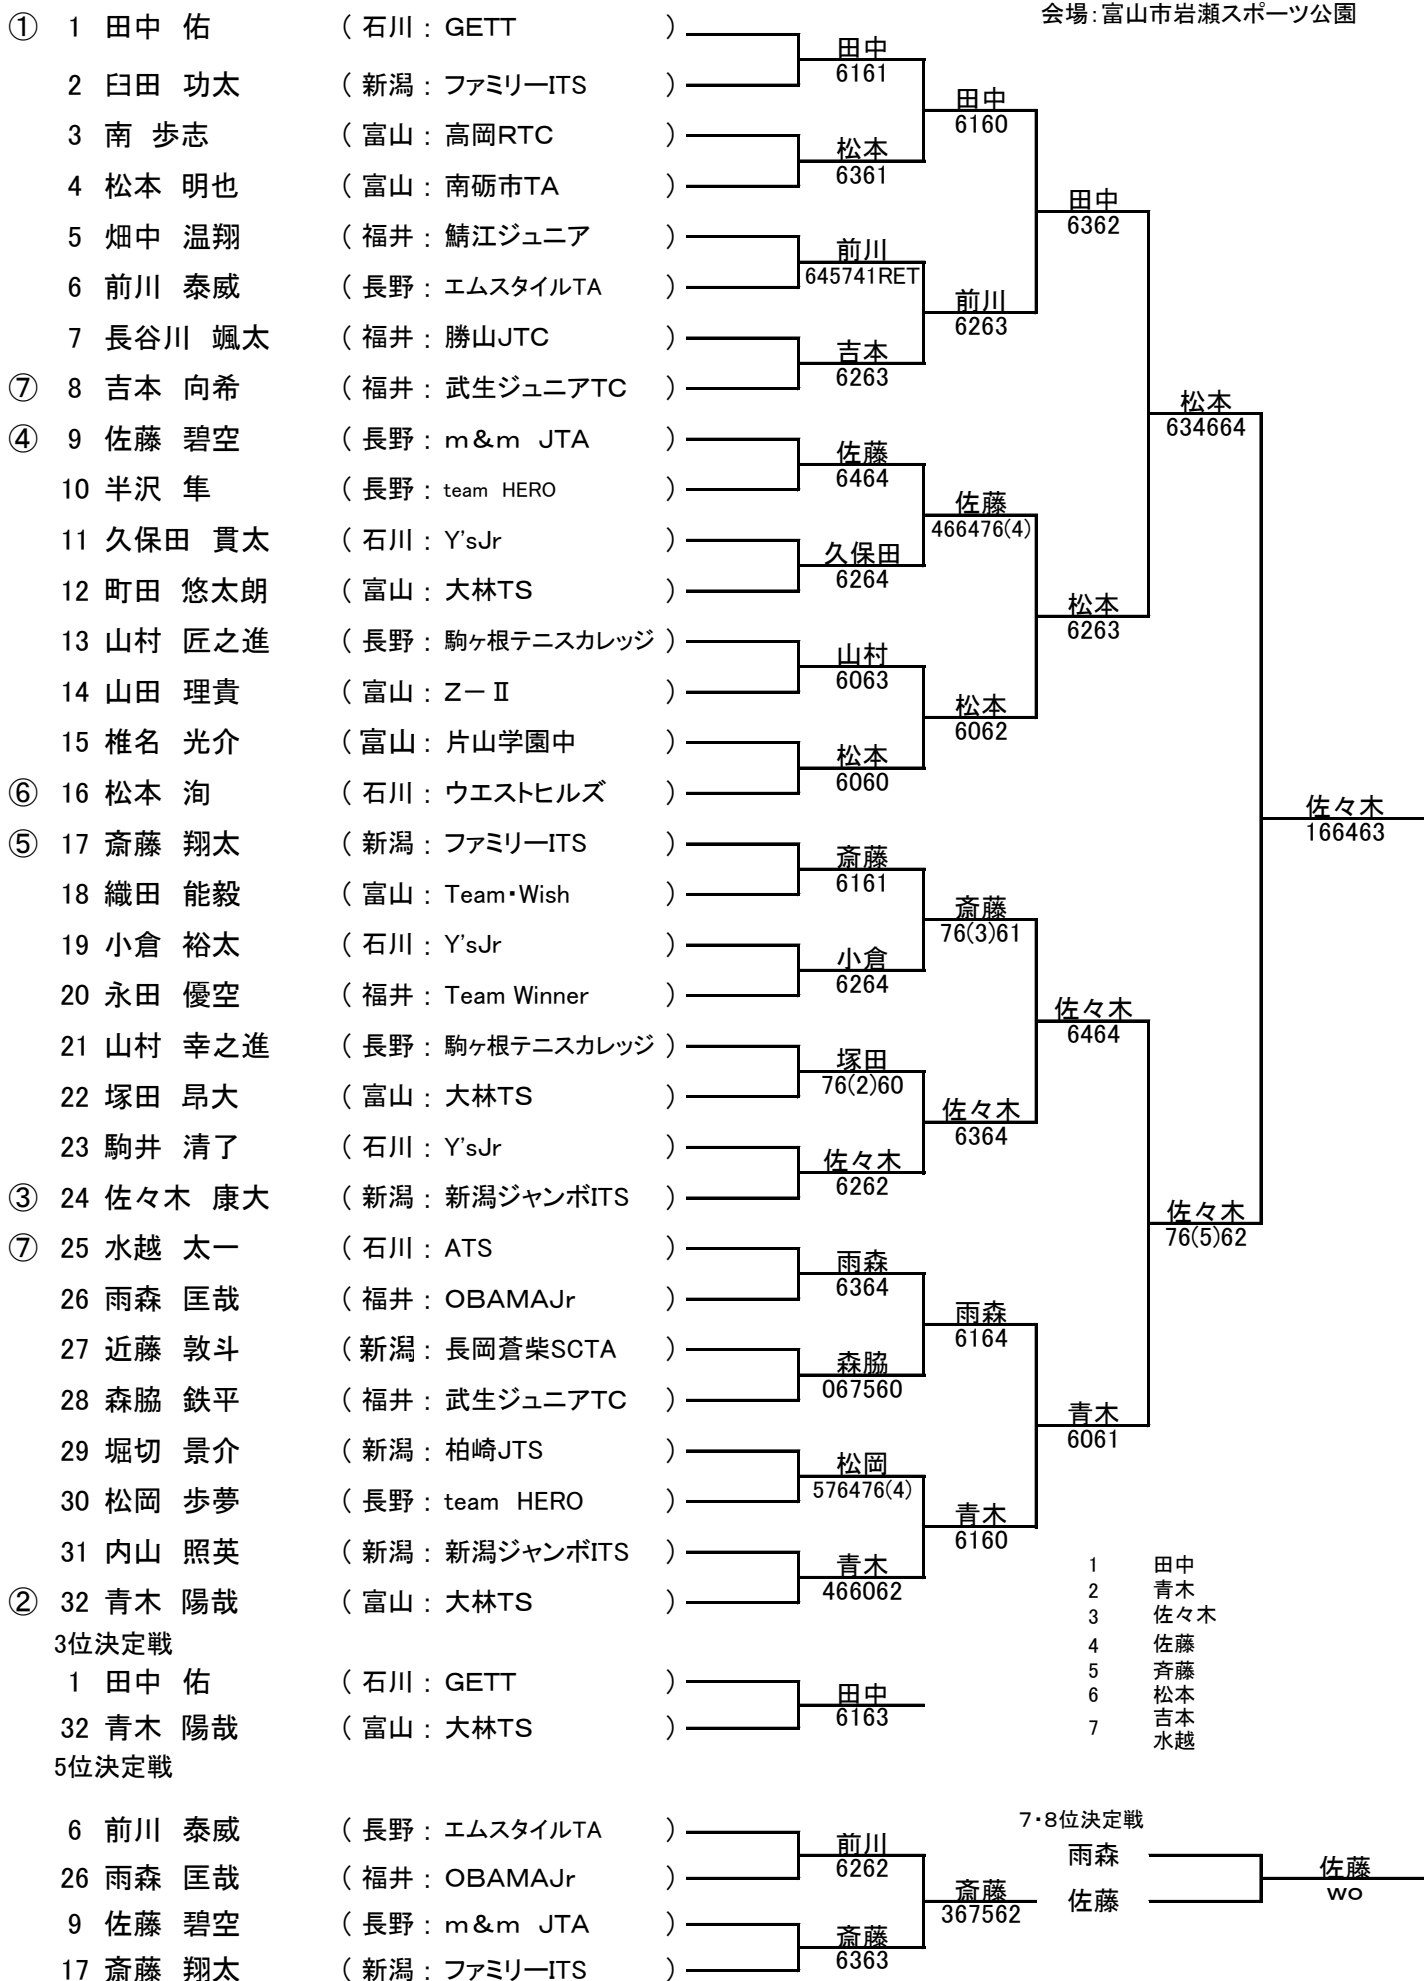 会場：富山市岩瀬スポーツ公園
① 1 田中 佑 （ 石川 ： GETT ）
田中
6161
2 臼田 功太 （ 新潟 ： ファミリーITS ）
田中
6160
3 南 歩志 （ 富山 ： 高岡RTC ）
松本
6361
4 松本 明也 （ 富山 ： 南砺市TA ）
田中
6362
5 畑中 温翔 （ 福井 ： 鯖江ジュニア ）
前川
645741RET
6 前川 泰威 （ 長野 ： エムスタイルTA ）
前川
6263
7 長谷川 颯太 （ 福井 ： 勝山JTC ）
吉本
6263
⑦ 8 吉本 向希 （ 福井 ： 武生ジュニアTC ）
松本
634664
④ 9 佐藤 碧空 （ 長野 ： m&m JTA ）
佐藤
6464
10 半沢 隼 （ 長野 ： team HERO ）
佐藤
466476(4)
11 久保田 貫太 （ 石川 ： Y'sJr ）
久保田
6264
12 町田 悠太朗 （ 富山 ： 大林TS ）
松本
6263
13 山村 匠之進 （ 長野 ： 駒ヶ根テニスカレッジ ）
山村
6063
14 山田 理貴 （ 富山 ： Z－Ⅱ ）
松本
6062
15 椎名 光介 （ 富山 ： 片山学園中 ）
松本
6060
⑥ 16 松本 洵 （ 石川 ： ウエストヒルズ ）
佐々木
166463
⑤ 17 斎藤 翔太 （ 新潟 ： ファミリーITS ）
斎藤
6161
18 織田 能毅 （ 富山 ： Team・Wish ）
斎藤
76(3)61
19 小倉 裕太 （ 石川 ： Y'sJr ）
小倉
6264
20 永田 優空 （ 福井 ： Team Winner ）
佐々木
6464
21 山村 幸之進 （ 長野 ： 駒ヶ根テニスカレッジ ）
塚田
76(2)60
22 塚田 昂大 （ 富山 ： 大林TS ）
佐々木
6364
23 駒井 清了 （ 石川 ： Y'sJr ）
佐々木
6262
③ 24 佐々木 康大 （ 新潟 ： 新潟ジャンボITS ）
佐々木
76(5)62
⑦ 25 水越 太一 （ 石川 ： ATS ）
雨森
6364
26 雨森 匡哉 （ 福井 ： OBAMAJr ）
雨森
6164
27 近藤 敦斗 （ 新潟 ： 長岡蒼柴SCTA ）
森脇
067560
28 森脇 鉄平 （ 福井 ： 武生ジュニアTC ）
青木
6061
29 堀切 景介 （ 新潟 ： 柏崎JTS ）
松岡
576476(4)
30 松岡 歩夢 （ 長野 ： team HERO ）
青木
6160
31 内山 照英 （ 新潟 ： 新潟ジャンボITS ）
青木
466062
② 32 青木 陽哉 （ 富山 ： 大林TS ）
1 田中
2 青木
3 佐々木
4 佐藤
5 斉藤
6 松本
7 吉本
水越
3位決定戦
1 田中 佑 （ 石川 ： GETT ）
田中
6163
32 青木 陽哉 （ 富山 ： 大林TS ）
5位決定戦
6 前川 泰威 （ 長野 ： エムスタイルTA ）
前川
6262
26 雨森 匡哉 （ 福井 ： OBAMAJr ）
斎藤
367562
9 佐藤 碧空 （ 長野 ： m&m JTA ）
斎藤
6363
17 斎藤 翔太 （ 新潟 ： ファミリーITS ）
7・8位決定戦
雨森
佐藤
佐藤
wo